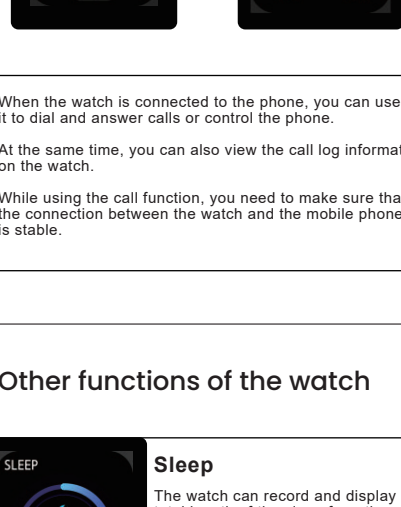 When the watch is connected to the phone, you can use
it to dial and answer calls or control the phone.
At the same time, you can also view the call log informat
on the watch.
While using the call function, you need to make sure tha
the connection between the watch and the mobile phone
is stable.
Other functions of the watch
SLEEP
Sleep
The watch can record and display